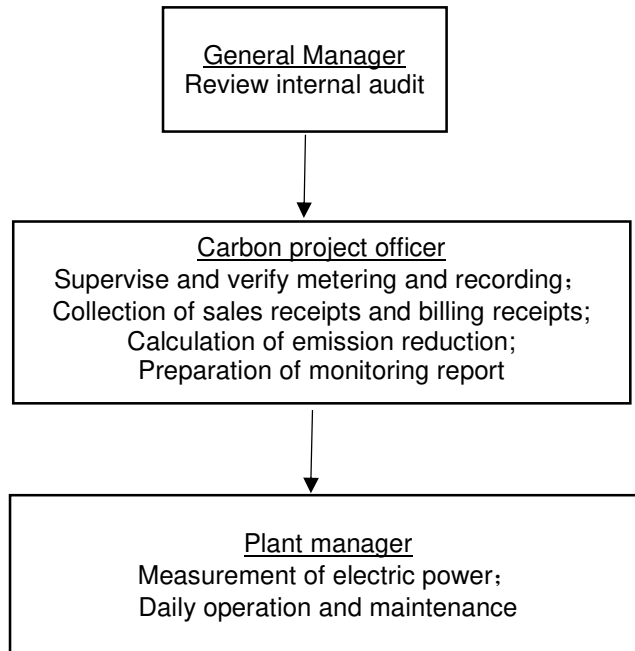 General Manager
Review internal audit
Carbon project officer
Supervise and verify metering and recording；
Collection of sales receipts and billing receipts;
Calculation of emission reduction;
Preparation of monitoring report
Plant manager
Measurement of electric power；
Daily operation and maintenance